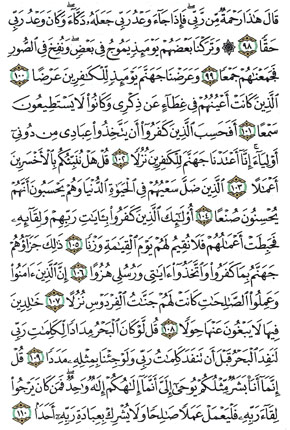 قَالَ هَٰذَا رَحْمَةٌ مِّن رَّبِّي فَإِذَا جَاءَ وَعْدُ رَبِّي جَعَلَهُ دَكَّاءَ وَكَانَ وَعْدُ رَبِّي
حَقًّا ٩٨ ۞ وَتَرَكْنَا بَعْضَهُمْ يَوْمَئِذٍ يَمُوجُ فِي بَعْضٍ وَنُفِخَ فِي الصُّورِ
فَجَمَعْنَاهُمْ جَمْعًا ٩٩ وَعَرَضْنَا جَهَنَّمَ يَوْمَئِذٍ لِّلْكَافِرِينَ عَرْضًا ١٠٠
الَّذِينَ كَانَتْ أَعْيُنُهُمْ فِي غِطَاءٍ عَن ذِكْرِي وَكَانُوا لَا يَسْتَطِيعُونَ
سَمْعًا ١٠١ أَفَحَسِبَ الَّذِينَ كَفَرُوا أَن يَتَّخِذُوا عِبَادِي مِن دُونِي
أَوْلِيَاءَ إِنَّا أَعْتَدْنَا جَهَنَّمَ لِلْكَافِرِينَ نُزُلًا ١٠٢ قُلْ هَلْ نُنَبِّئُكُم بِالْأَخْسَرِينَ
أَعْمَالًا ١٠٣ الَّذِينَ ضَلَّ سَعْيُهُمْ فِي الْحَيَاةِ الدُّنْيَا وَهُمْ يَحْسَبُونَ أَنَّهُمْ
يُحْسِنُونَ صُنْعًا ١٠٤ أُولَٰئِكَ الَّذِينَ كَفَرُوا بِآيَاتِ رَبِّهِمْ وَلِقَائِهِ
فَحَبِطَتْ أَعْمَالُهُمْ فَلَا نُقِيمُ لَهُمْ يَوْمَ الْقِيَامَةِ وَزْنًا ١٠٥ ذَٰلِكَ جَزَاؤُهُمْ
جَهَنَّمُ بِمَا كَفَرُوا وَاتَّخَذُوا آيَاتِي وَرُسُلِي هُزُوًا ١٠٦ إِنَّ الَّذِينَ آمَنُوا
وَعَمِلُوا الصَّالِحَاتِ كَانَتْ لَهُمْ جَنَّاتُ الْفِرْدَوْسِ نُزُلًا ١٠٧ خَالِدِينَ
فِيهَا لَا يَبْغُونَ عَنْهَا حِوَلًا ١٠٨ قُل لَّوْ كَانَ الْبَحْرُ مِدَادًا لِّكَلِمَاتِ رَبِّي
لَنَفِدَ الْبَحْرُ قَبْلَ أَن تَنفَدَ كَلِمَاتُ رَبِّي وَلَوْ جِئْنَا بِمِثْلِهِ مَدَدًا ١٠٩ قُلْ
إِنَّمَا أَنَا بَشَرٌ مِّثْلُكُمْ يُوحَىٰ إِلَيَّ أَنَّمَا إِلَٰهُكُمْ إِلَٰهٌ وَاحِدٌ فَمَن كَانَ يَرْجُوا
لِقَاءَ رَبِّهِ فَلْيَعْمَلْ عَمَلًا صَالِحًا وَلَا يُشْرِكْ بِعِبَادَةِ رَبِّهِ أَحَدًا ١١٠